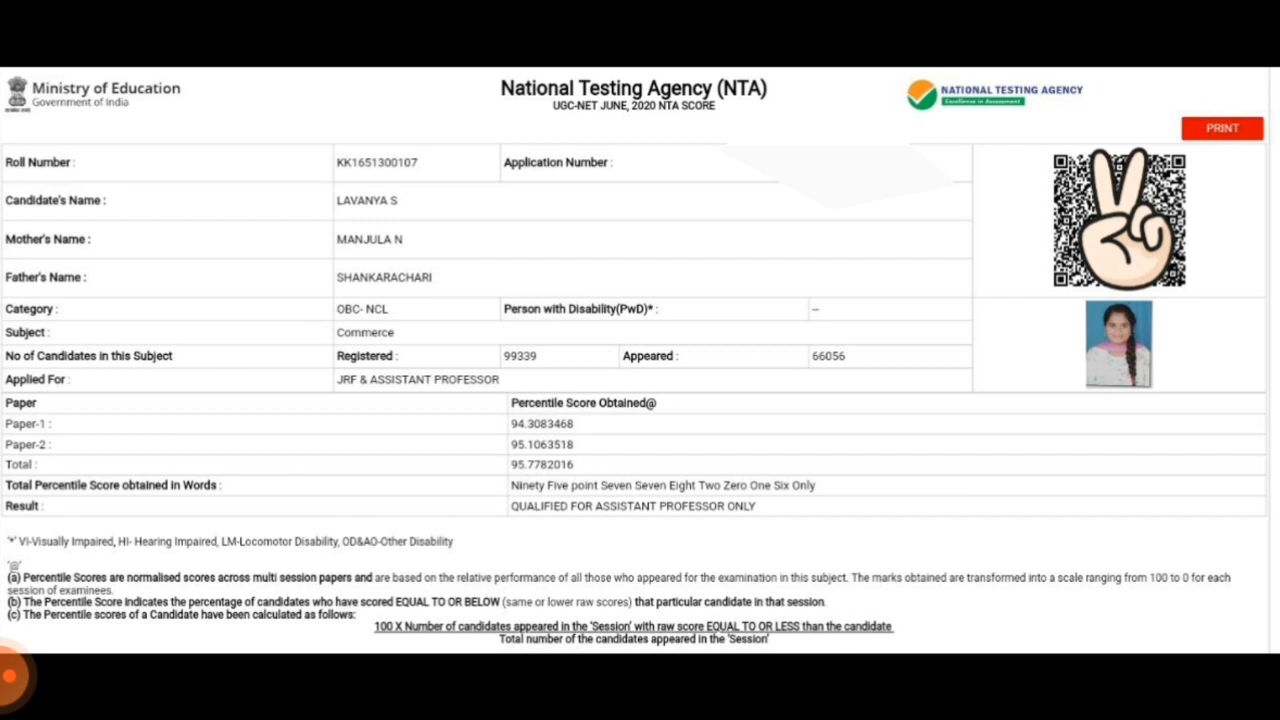 Ministry of Education
Government of India
National Testing Agency (NTA)
UGC-NET JUNE, 2020 NTA SCORE
NATIONAL TESTING AGENCY
Excellence in Assessment
PRINT
Roll Number : KK1651300107 Application Number :
Candidate's Name : LAVANYA S
Mother's Name : MANJULA N
Father's Name : SHANKARACHARI
Category : OBC- NCL Person with Disability(PwD)* : --
Subject : Commerce
No of Candidates in this Subject Registered : 99339 Appeared : 66056
Applied For : JRF & ASSISTANT PROFESSOR
Paper Percentile Score Obtained@
Paper-1 : 94.3083468
Paper-2 : 95.1063518
Total : 95.7782016
Total Percentile Score obtained in Words : Ninety Five point Seven Seven Eight Two Zero One Six Only
Result : QUALIFIED FOR ASSISTANT PROFESSOR ONLY
'*' VI-Visually Impaired, HI- Hearing Impaired, LM-Locomotor Disability, OD&AO-Other Disability
'@'
(a) Percentile Scores are normalised scores across multi session papers and are based on the relative performance of all those who appeared for the examination in this subject. The marks obtained are transformed into a scale ranging from 100 to 0 for each
session of examinees.
(b) The Percentile Score indicates the percentage of candidates who have scored EQUAL TO OR BELOW (same or lower raw scores) that particular candidate in that session.
(c) The Percentile scores of a Candidate have been calculated as follows:
100 X Number of candidates appeared in the 'Session' with raw score EQUAL TO OR LESS than the candidate
Total number of the candidates appeared in the 'Session'